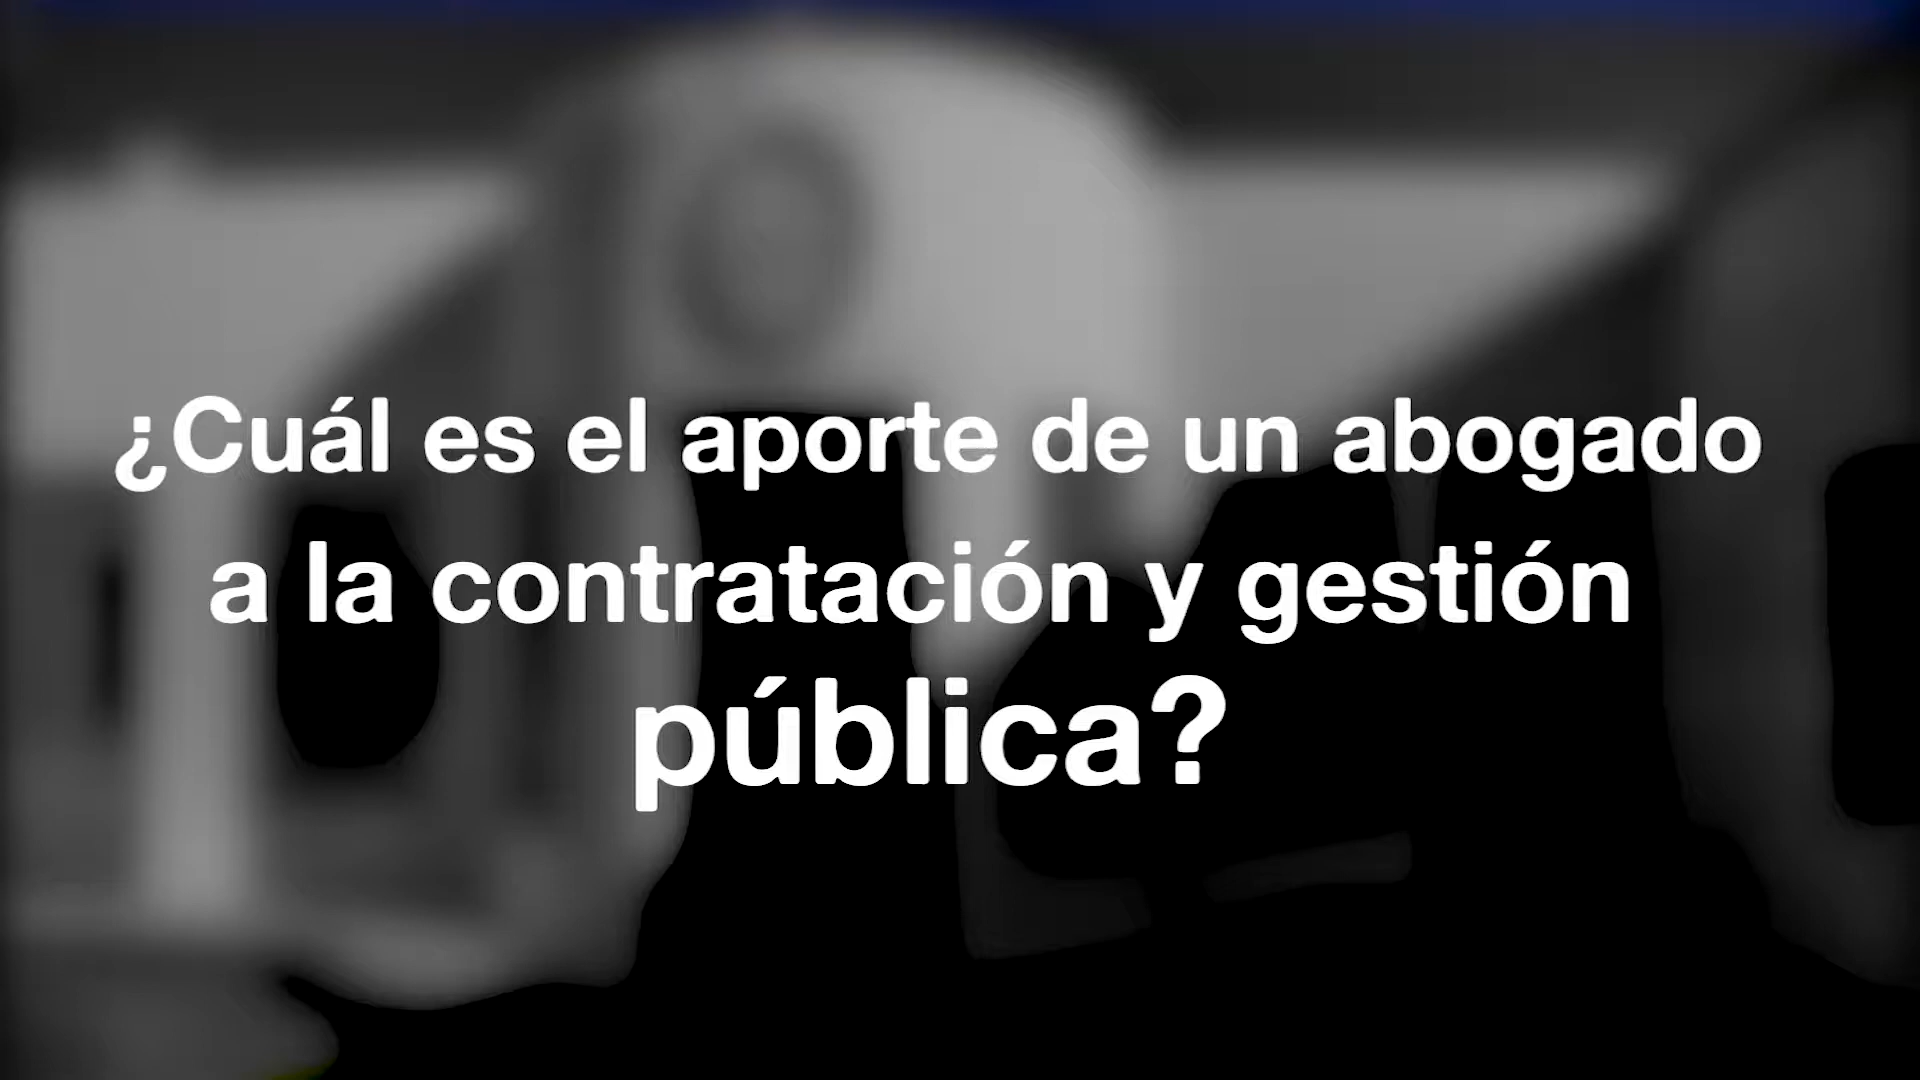 ¿Cuál es el aporte de un abogado
a la contratación y gestión
pública?